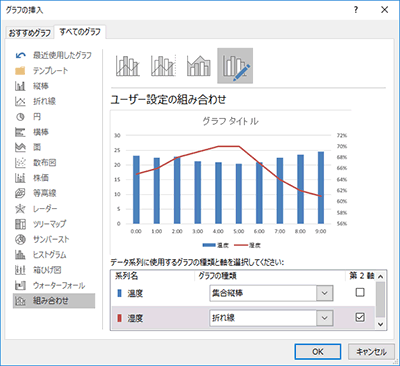 グラフの挿入
おすすめグラフ すべてのグラフ
最近使用したグラフ
テンプレート
縦棒
折れ線
円
横棒
面
散布図
株価
等高線
レーダー
ツリーマップ
サンバースト
ヒストグラム
箱ひげ図
ウォーターフォール
組み合わせ
ユーザー設定の組み合わせ
グラフ タイトル
30
25
20
15
10
5
0
72%
70%
68%
66%
64%
62%
60%
58%
56%
0:00 1:00 2:00 3:00 4:00 5:00 6:00 7:00 8:00 9:00
温度 湿度
データ系列に使用するグラフの種類と軸を選択してください:
系列名 グラフの種類 第 2 軸
温度 集合縦棒
湿度 折れ線
OK キャンセル